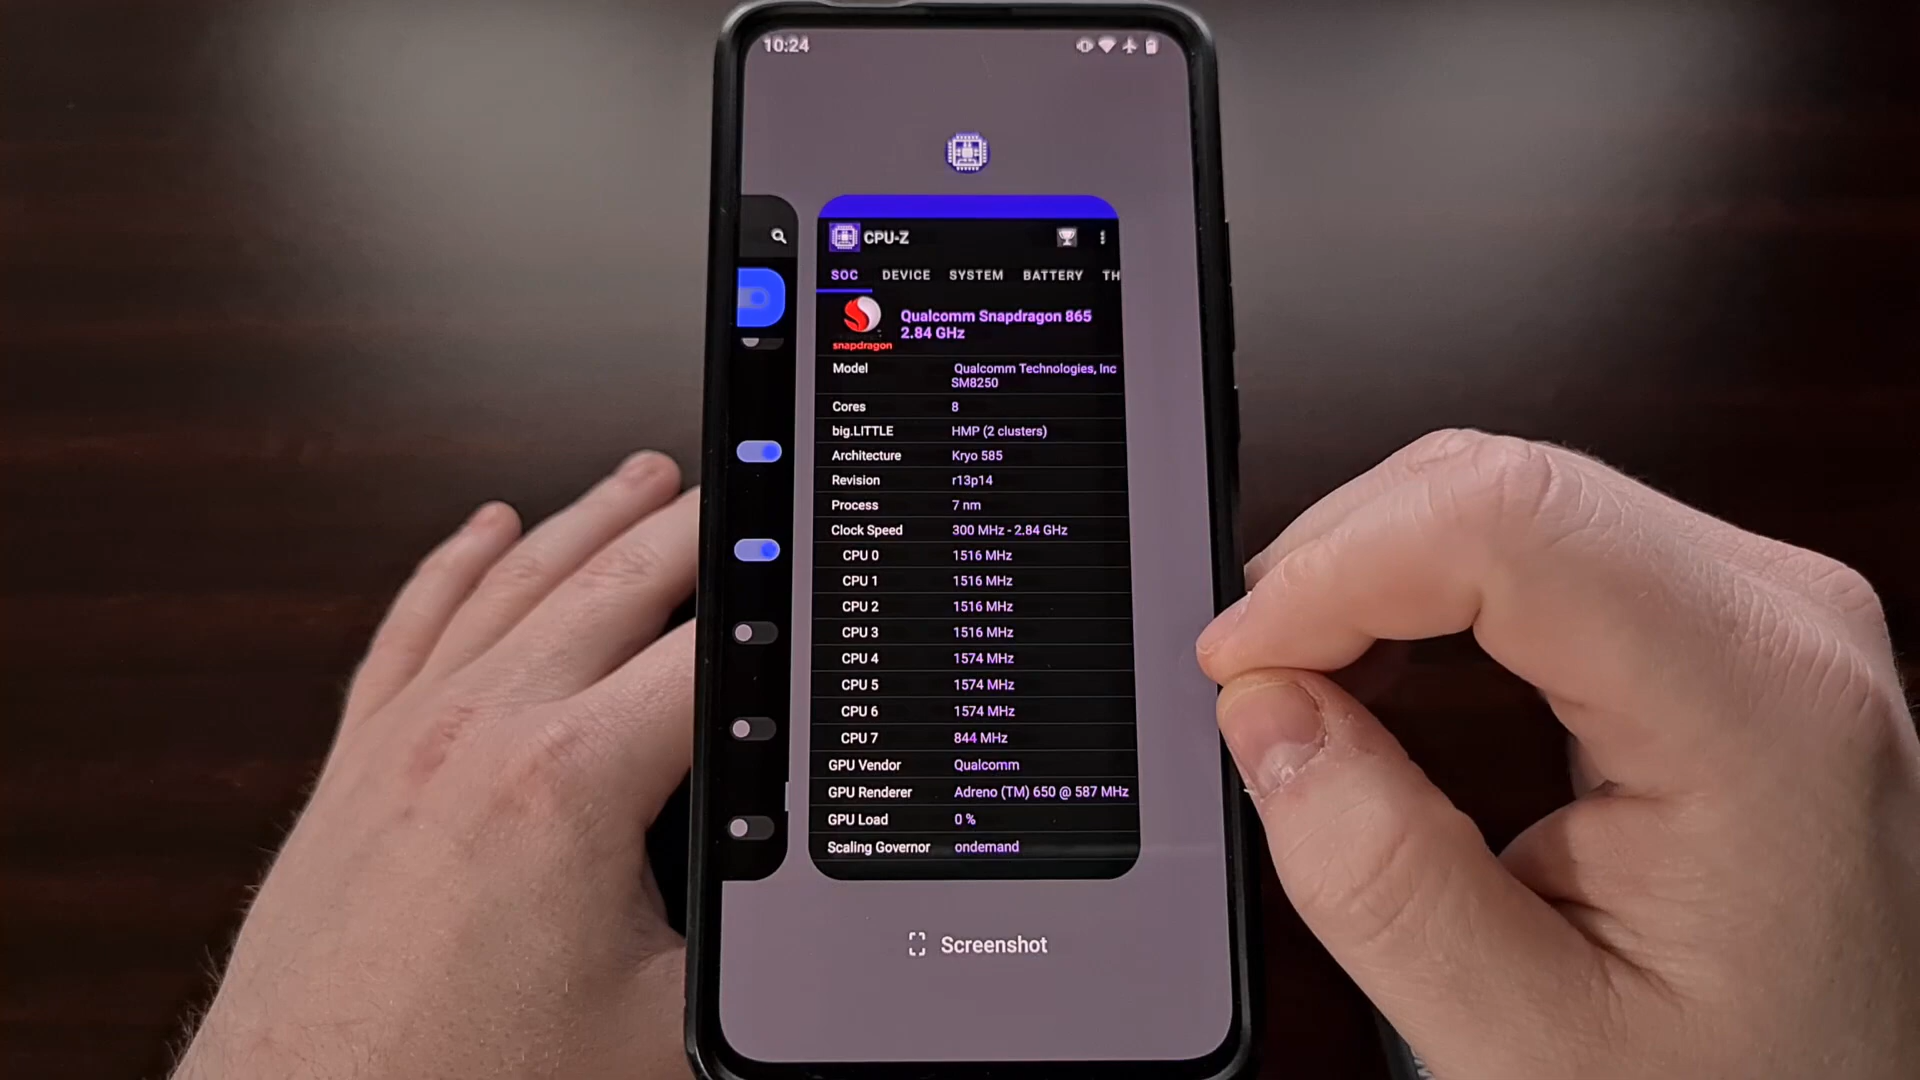 10:24
CPU-Z
SOC DEVICE SYSTEM BATTERY TH
snapdragon
Qualcomm Snapdragon 865
2.84 GHz
Model Qualcomm Technologies, Inc
SM8250
Cores 8
big.LITTLE HMP (2 clusters)
Architecture Kryo 585
Revision r13p14
Process 7 nm
Clock Speed 300 MHz - 2.84 GHz
CPU 0 1516 MHz
CPU 1 1516 MHz
CPU 2 1516 MHz
CPU 3 1516 MHz
CPU 4 1574 MHz
CPU 5 1574 MHz
CPU 6 1574 MHz
CPU 7 844 MHz
GPU Vendor Qualcomm
GPU Renderer Adreno (TM) 650 @ 587 MHz
GPU Load 0 %
Scaling Governor ondemand
Screenshot